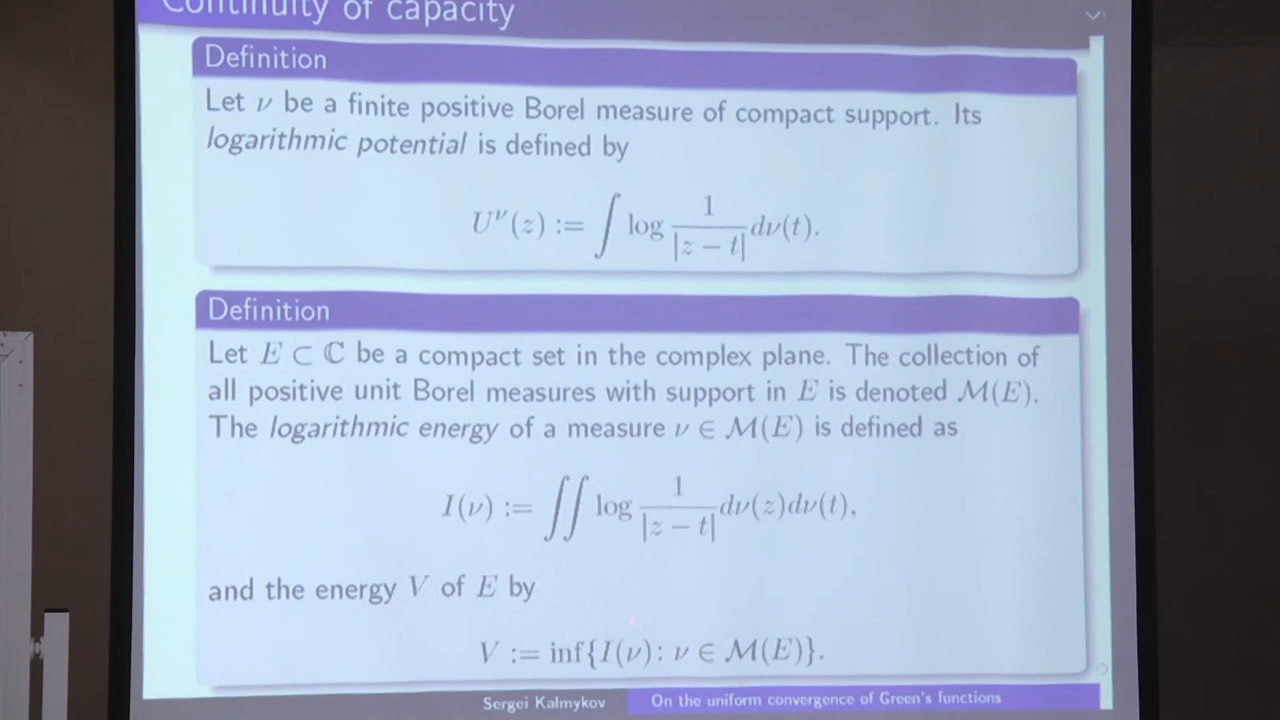 Continuity of capacity
Definition
Let ν be a finite positive Borel measure of compact support. Its
logarithmic potential is defined by
U^ν(z) := ∫ log 1/|z − t| dν(t).
Definition
Let E ⊂ ℂ be a compact set in the complex plane. The collection of
all positive unit Borel measures with support in E is denoted ℳ(E).
The logarithmic energy of a measure ν ∈ ℳ(E) is defined as
I(ν) := ∬ log 1/|z − t| dν(z)dν(t),
and the energy V of E by
V := inf{I(ν): ν ∈ ℳ(E)}.
Sergei Kalmykov On the uniform convergence of Green's functions